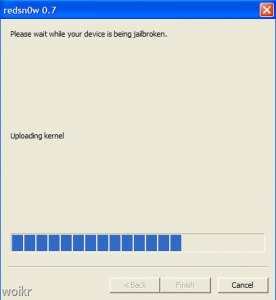 redsn0w 0.7
Please wait while your device is being jailbroken.
Uploading kernel
< Back Finish Cancel
woikr